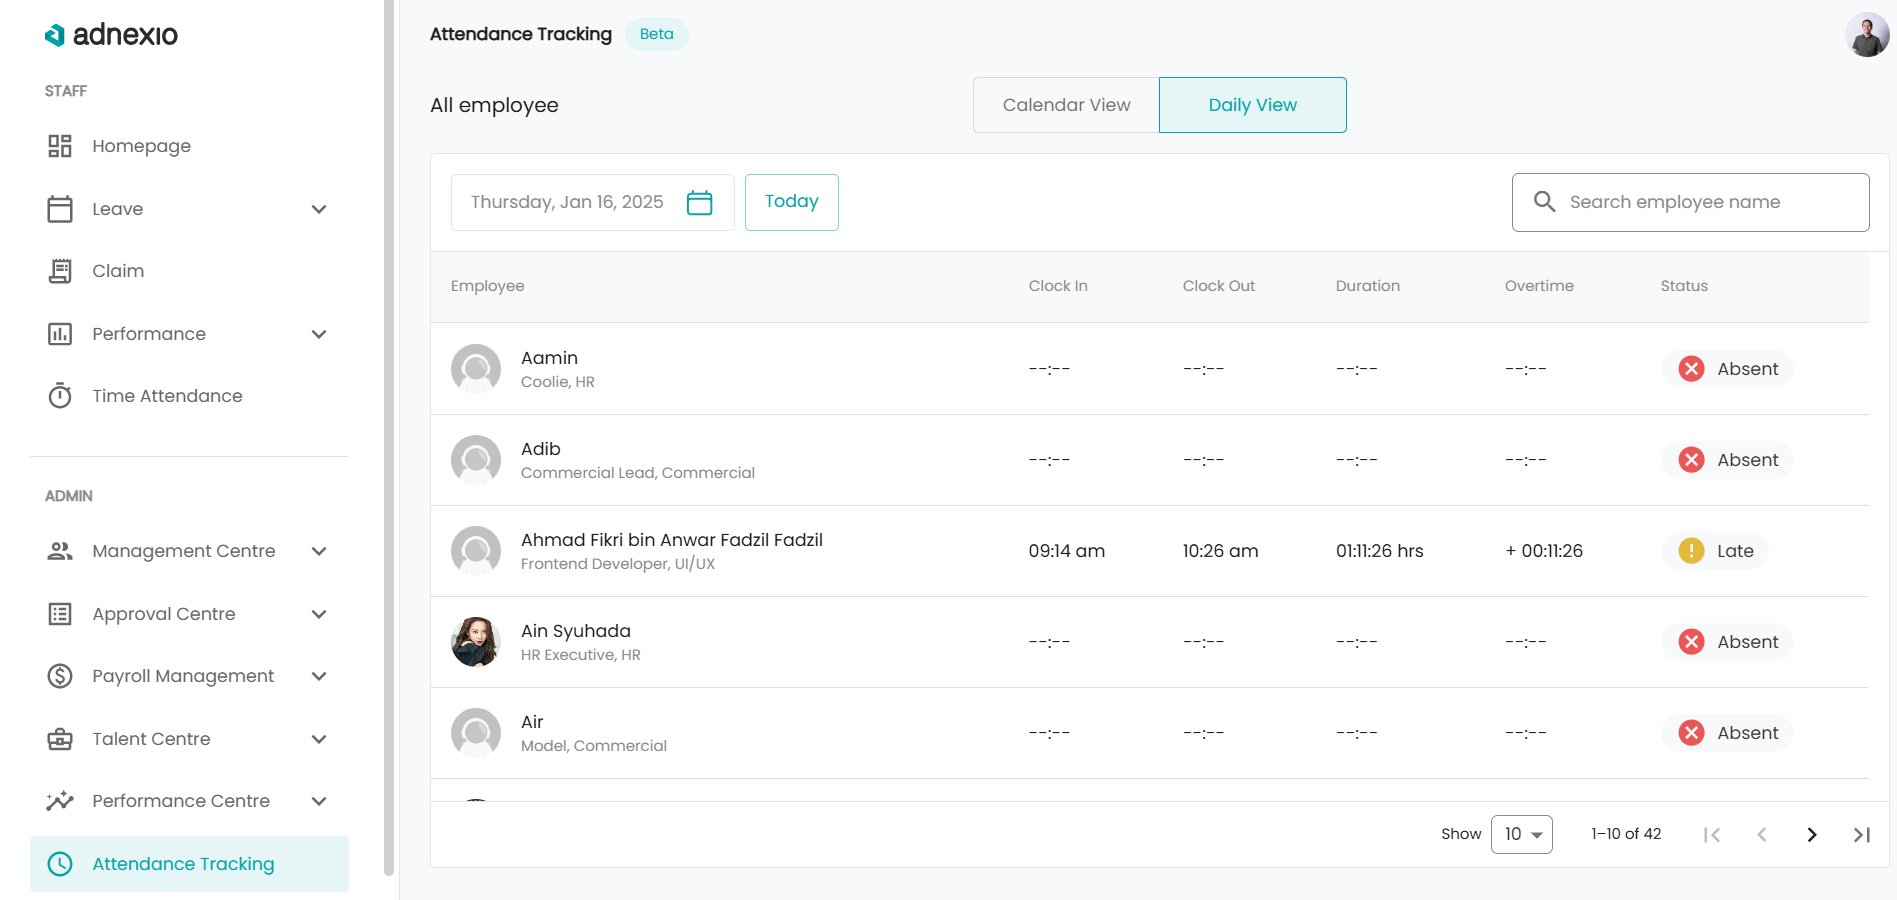 adnexio
STAFF
Homepage
Leave
Claim
Performance
Time Attendance
ADMIN
Management Centre
Approval Centre
Payroll Management
Talent Centre
Performance Centre
Attendance Tracking
Attendance Tracking Beta
All employee
Calendar View Daily View
Thursday, Jan 16, 2025 Today Search employee name
Employee Clock In Clock Out Duration Overtime Status
Aamin
Coolie, HR
--:-- --:-- --:-- --:-- Absent
Adib
Commercial Lead, Commercial
--:-- --:-- --:-- --:-- Absent
Ahmad Fikri bin Anwar Fadzil Fadzil
Frontend Developer, UI/UX
09:14 am 10:26 am 01:11:26 hrs + 00:11:26 Late
Ain Syuhada
HR Executive, HR
--:-- --:-- --:-- --:-- Absent
Air
Model, Commercial
--:-- --:-- --:-- --:-- Absent
Show 10 1–10 of 42